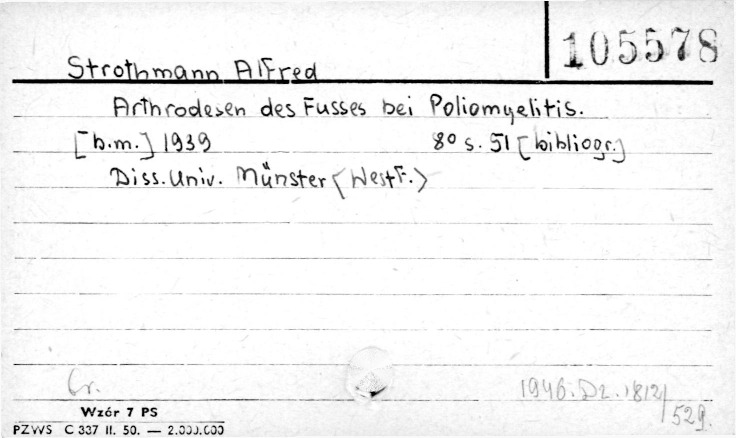 105578
Strothmann Alfred
Arthrodesen des Fusses bei Poliomyelitis.
[b.m.] 1939 8° s. 51 [bibliogr.]
Diss. Univ. Münster (Westf.)
1946. Dz. 1812/529.
Wzór 7 PS
PZWS C 337 II. 50. — 2.000.000